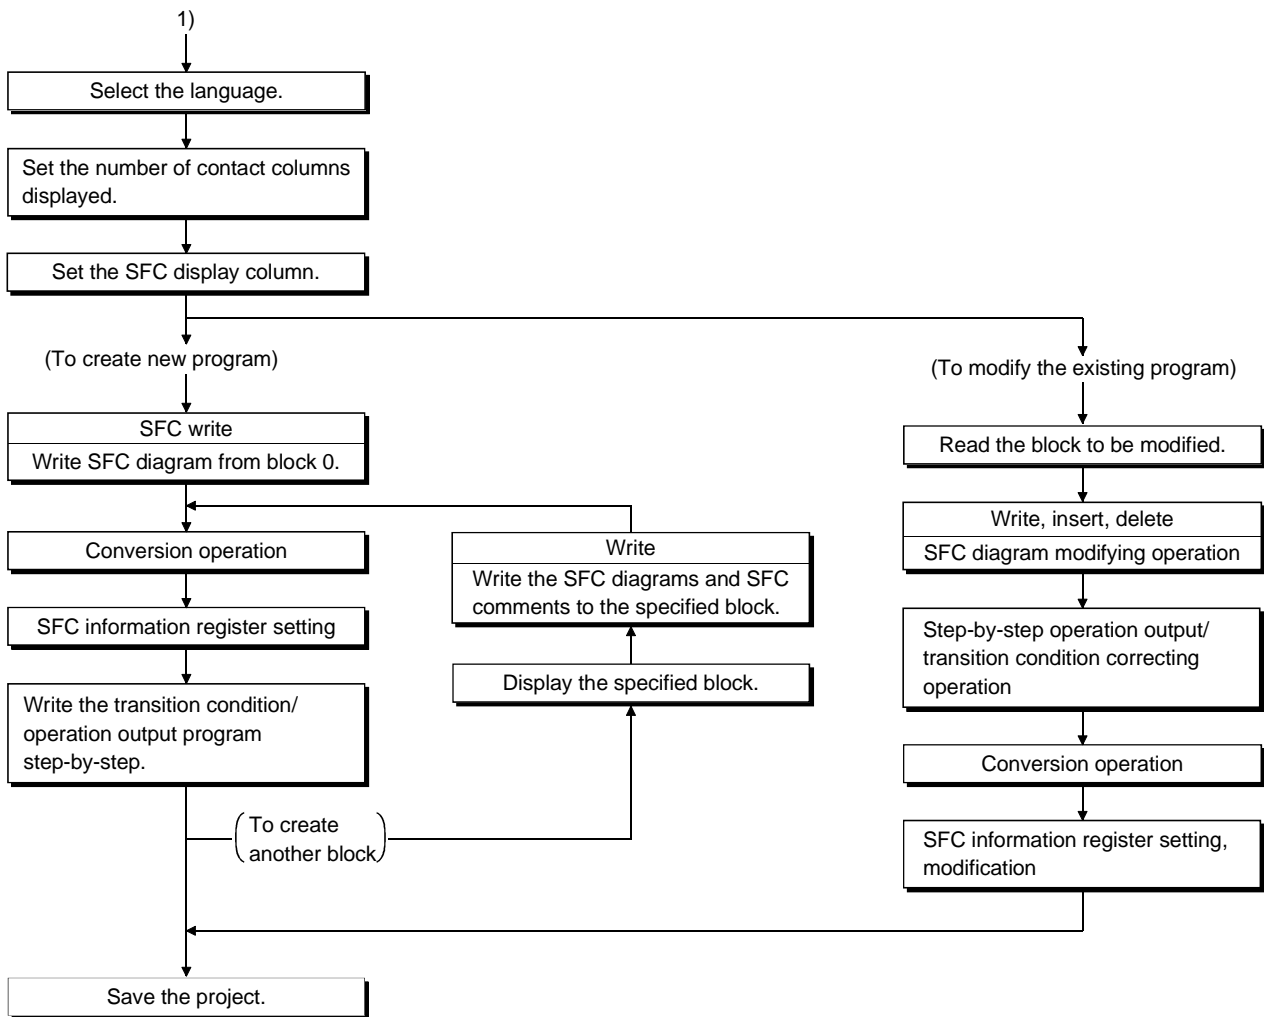 1)
Select the language.
Set the number of contact columns
displayed.
Set the SFC display column.
(To create new program)
SFC write
Write SFC diagram from block 0.
Conversion operation
SFC information register setting
Write the transition condition/
operation output program
step-by-step.
To create
another block
Write
Write the SFC diagrams and SFC
comments to the specified block.
Display the specified block.
(To modify the existing program)
Read the block to be modified.
Write, insert, delete
SFC diagram modifying operation
Step-by-step operation output/
transition condition correcting
operation
Conversion operation
SFC information register setting,
modification
Save the project.